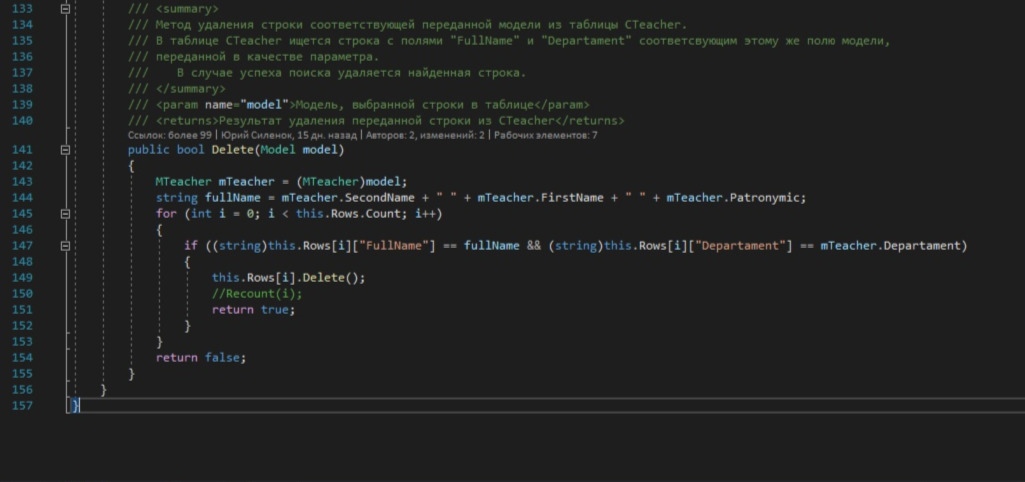 133 /// <summary>
134 /// Метод удаления строки соответствующей переданной модели из таблицы CTeacher.
135 /// В таблице CTeacher ищется строка с полями "FullName" и "Departament" соответсвующим этому же полю модели,
136 /// переданной в качестве параметра.
137 ///    В случае успеха поиска удаляется найденная строка.
138 /// </summary>
139 /// <param name="model">Модель, выбранной строки в таблице</param>
140 /// <returns>Результат удаления переданной строки из CTeacher</returns>
Ссылок: более 99 | Юрий Силенок, 15 дн. назад | Авторов: 2, изменений: 2 | Рабочих элементов: 7
141 public bool Delete(Model model)
142 {
143 MTeacher mTeacher = (MTeacher)model;
144 string fullName = mTeacher.SecondName + " " + mTeacher.FirstName + " " + mTeacher.Patronymic;
145 for (int i = 0; i < this.Rows.Count; i++)
146 {
147 if ((string)this.Rows[i]["FullName"] == fullName && (string)this.Rows[i]["Departament"] == mTeacher.Departament)
148 {
149 this.Rows[i].Delete();
150 //Recount(i);
151 return true;
152 }
153 }
154 return false;
155 }
156 }
157 }